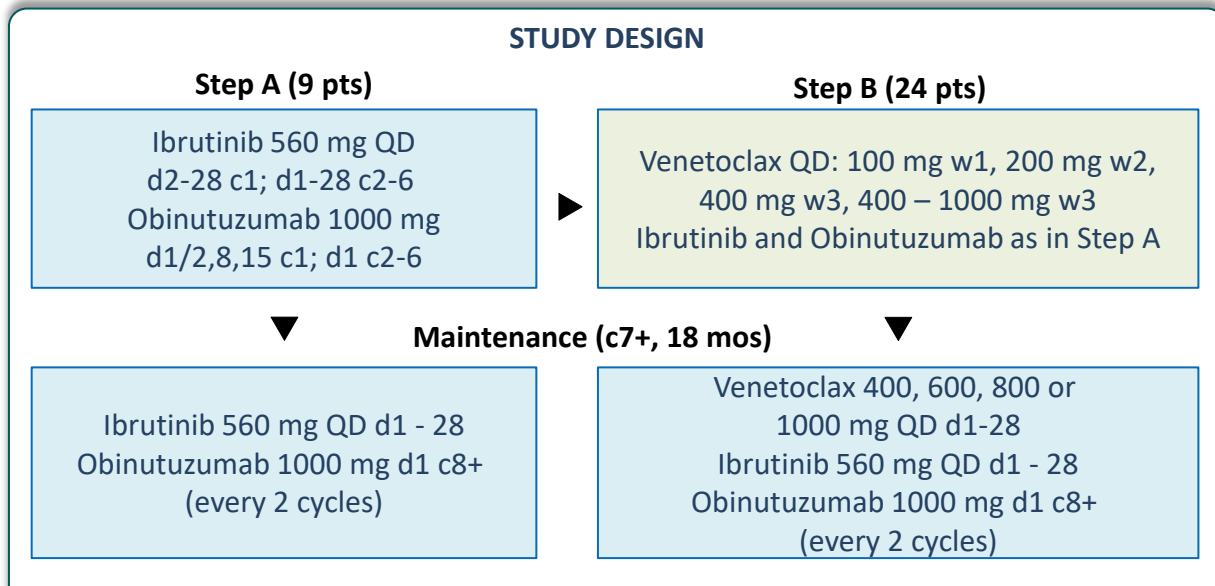 STUDY DESIGN
Step A (9 pts)
Ibrutinib 560 mg QD
d2-28 c1; d1-28 c2-6
Obinutuzumab 1000 mg
d1/2,8,15 c1; d1 c2-6
Step B (24 pts)
Venetoclax QD: 100 mg w1, 200 mg w2,
400 mg w3, 400 – 1000 mg w3
Ibrutinib and Obinutuzumab as in Step A
Maintenance (c7+, 18 mos)
Ibrutinib 560 mg QD d1 - 28
Obinutuzumab 1000 mg d1 c8+
(every 2 cycles)
Venetoclax 400, 600, 800 or
1000 mg QD d1-28
Ibrutinib 560 mg QD d1 - 28
Obinutuzumab 1000 mg d1 c8+
(every 2 cycles)